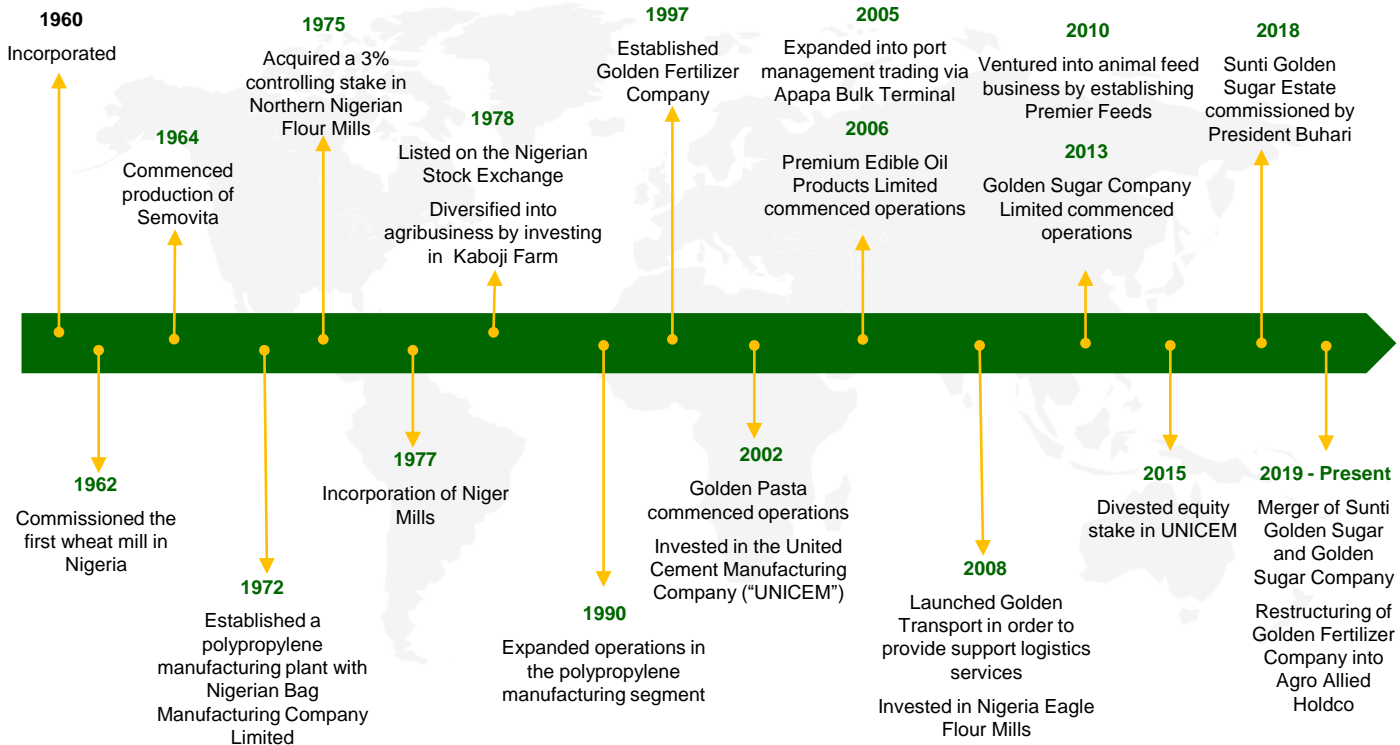 1960
Incorporated
1964
Commenced
production of
Semovita
1975
Acquired a 3%
controlling stake in
Northern Nigerian
Flour Mills
1978
Listed on the Nigerian
Stock Exchange
Diversified into
agribusiness by investing
in Kaboji Farm
1997
Established
Golden Fertilizer
Company
2005
Expanded into port
management trading via
Apapa Bulk Terminal
2006
Premium Edible Oil
Products Limited
commenced operations
2010
Ventured into animal feed
business by establishing
Premier Feeds
2013
Golden Sugar Company
Limited commenced
operations
2018
Sunti Golden
Sugar Estate
commissioned by
President Buhari
1962
Commissioned the
first wheat mill in
Nigeria
1972
Established a
polypropylene
manufacturing plant with
Nigerian Bag
Manufacturing Company
Limited
1977
Incorporation of Niger
Mills
1990
Expanded operations in
the polypropylene
manufacturing segment
2002
Golden Pasta
commenced operations
Invested in the United
Cement Manufacturing
Company (“UNICEM”)
2008
Launched Golden
Transport in order to
provide support logistics
services
Invested in Nigeria Eagle
Flour Mills
2015
Divested equity
stake in UNICEM
2019 - Present
Merger of Sunti
Golden Sugar
and Golden
Sugar Company
Restructuring of
Golden Fertilizer
Company into
Agro Allied
Holdco